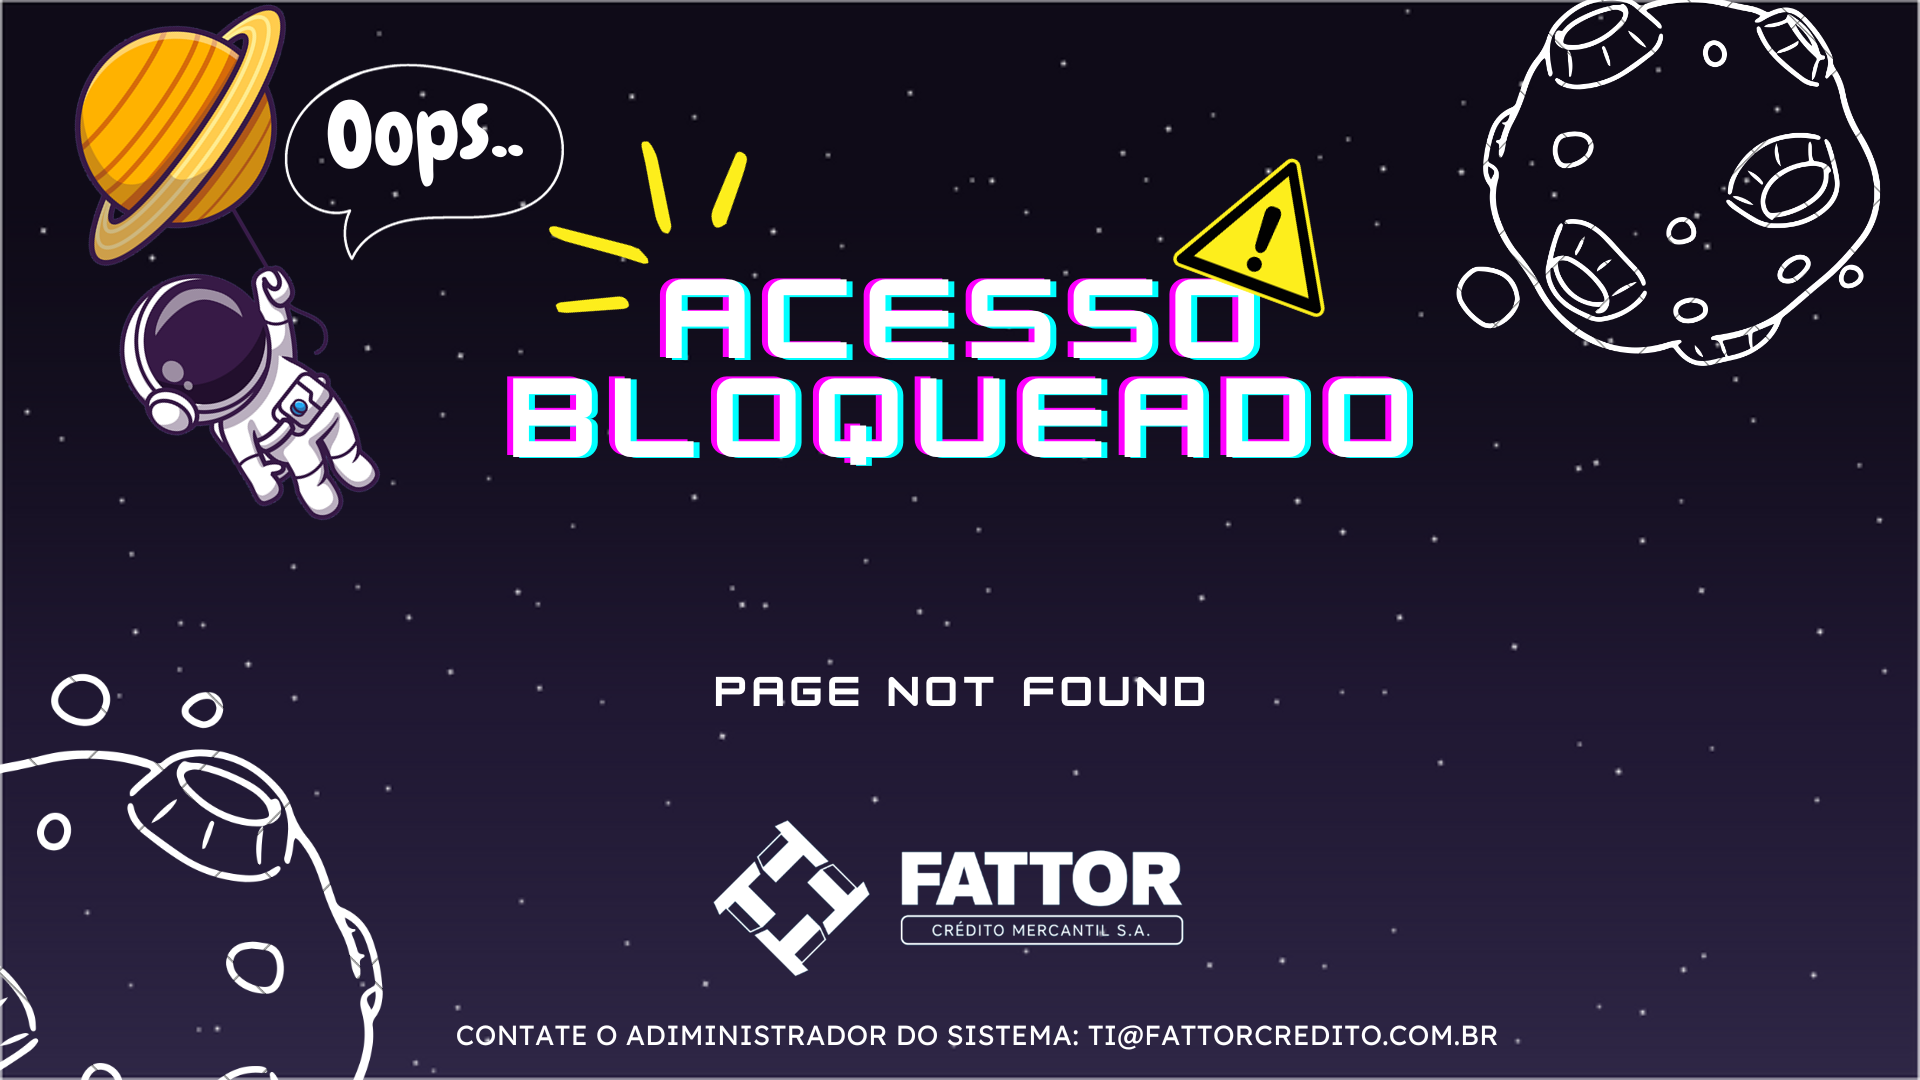 Oops..
ACESSO
BLOQUEADO
PAGE NOT FOUND
FATTOR
CRÉDITO MERCANTIL S.A.
CONTATE O ADIMINISTRADOR DO SISTEMA: TI@FATTORCREDITO.COM.BR